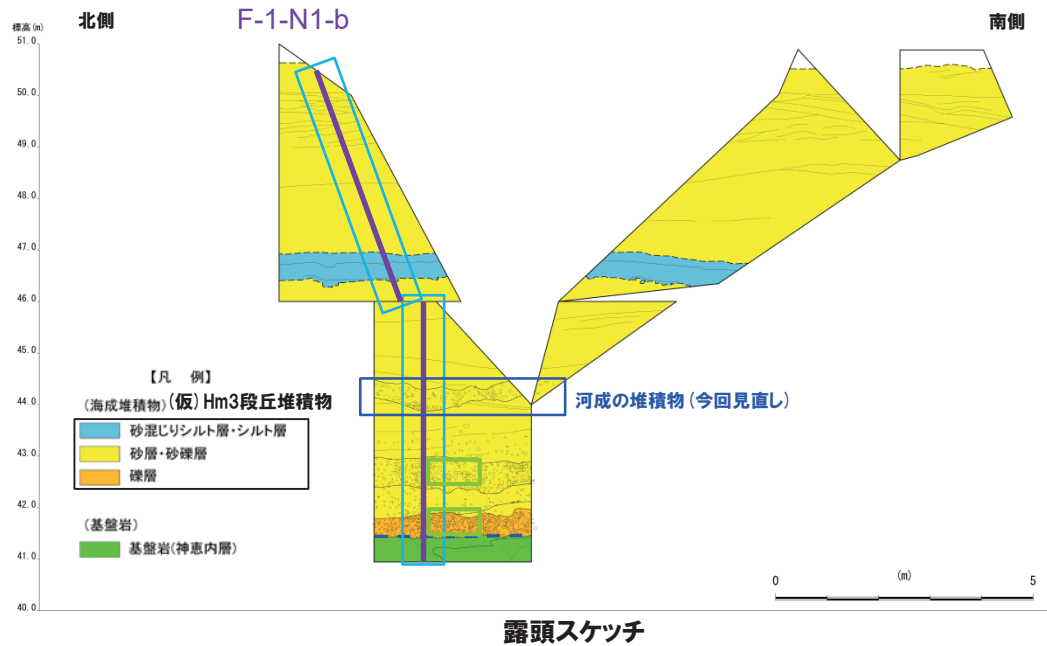 標高(m)
北側
F-1-N1-b
南側
51.0
50.0
49.0
48.0
47.0
46.0
45.0
44.0
43.0
42.0
41.0
40.0
【凡 例】
(海成堆積物)(仮)Hm3段丘堆積物
砂混じりシルト層・シルト層
砂層・砂礫層
礫層
(基盤岩)
基盤岩(神恵内層)
河成の堆積物(今回見直し)
0 (m) 5
露頭スケッチ